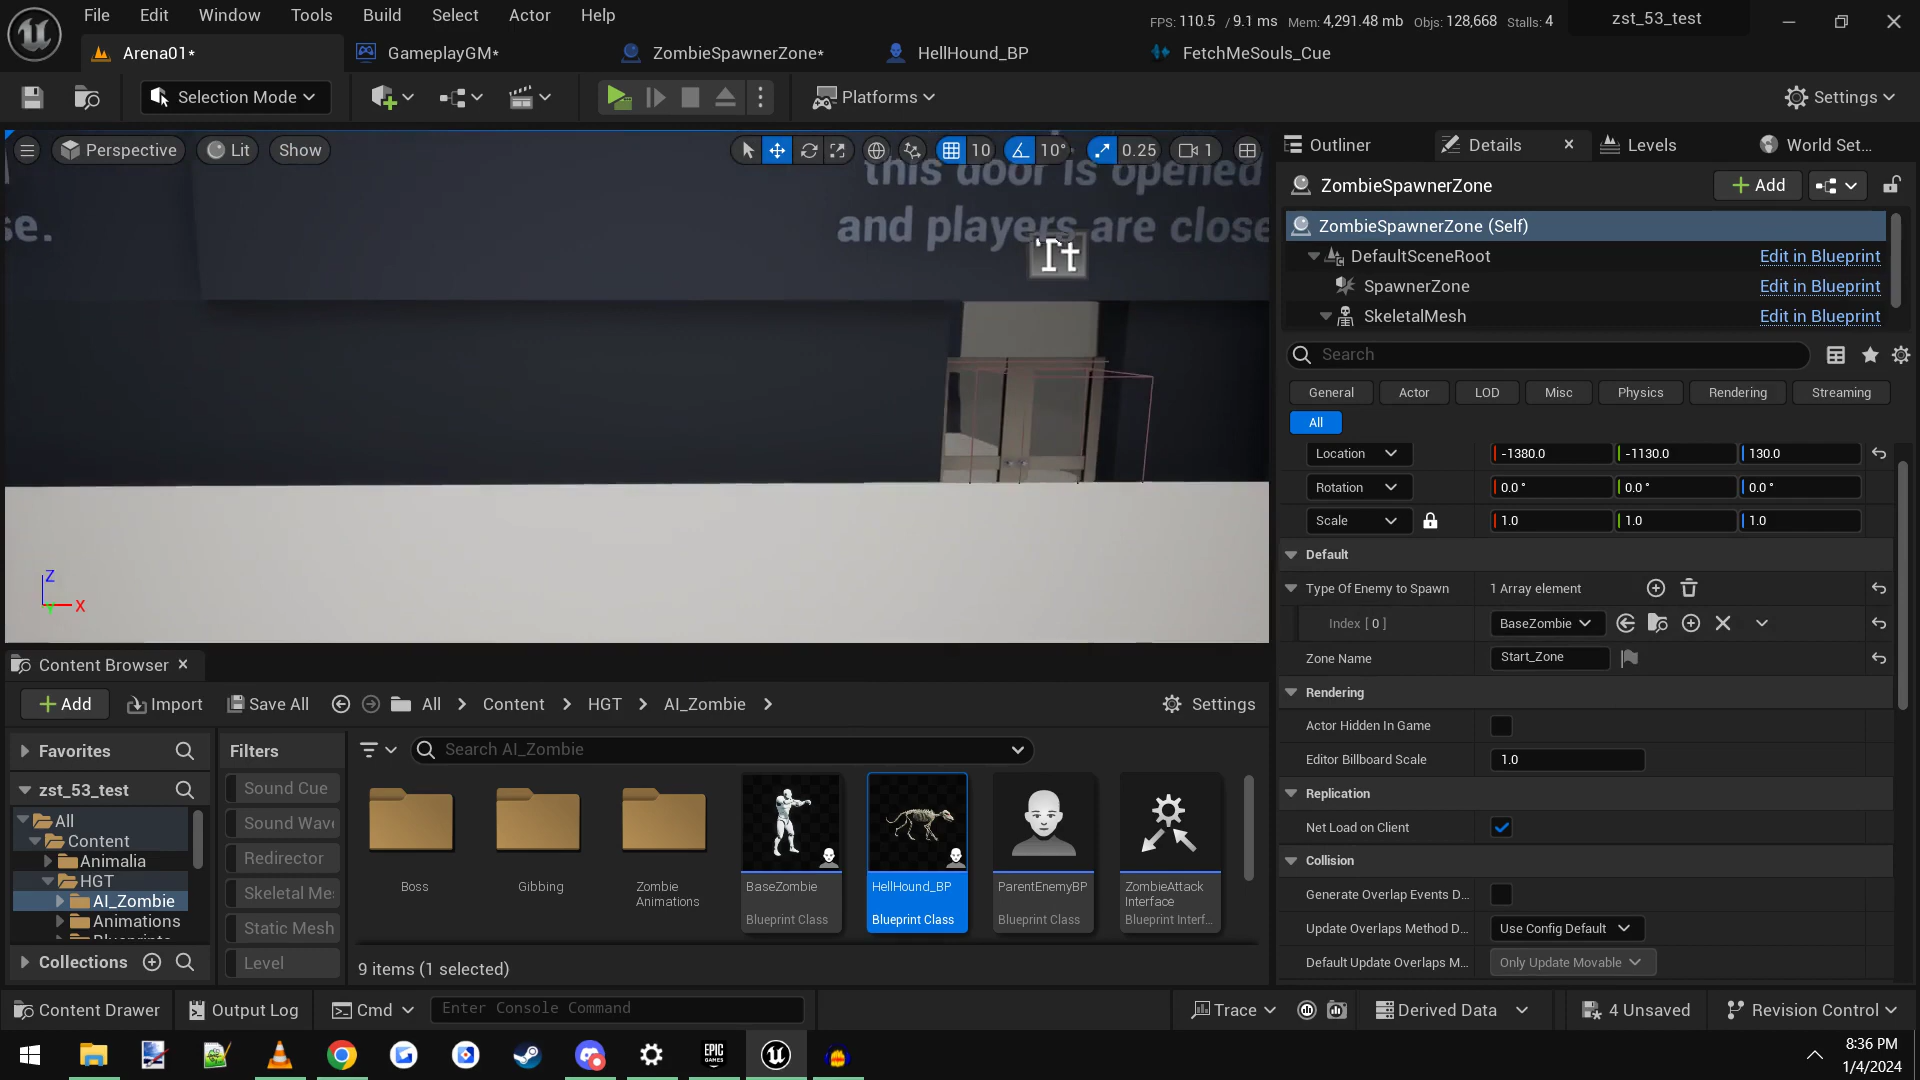 File Edit Window Tools Build Select Actor Help
FPS: 110.5 / 9.1 ms Mem: 4,291.48 mb Objs: 128,668 Stalls: 4
zst_53_test
Arena01*
GameplayGM*
ZombieSpawnerZone*
HellHound_BP
FetchMeSouls_Cue
Selection Mode
Platforms
Settings
Perspective
Lit
Show
10
10°
0.25
1
this door is opened
and players are close
se.
Z
X
Outliner
Details
Levels
World Set...
ZombieSpawnerZone
Add
ZombieSpawnerZone (Self)
DefaultSceneRoot Edit in Blueprint
SpawnerZone Edit in Blueprint
SkeletalMesh Edit in Blueprint
Search
General Actor LOD Misc Physics Rendering Streaming
All
Location -1380.0 -1130.0 130.0
Rotation 0.0 ° 0.0 ° 0.0 °
Scale 1.0 1.0 1.0
Default
Type Of Enemy to Spawn 1 Array element
Index [ 0 ] BaseZombie
Zone Name Start_Zone
Rendering
Actor Hidden In Game
Editor Billboard Scale 1.0
Replication
Net Load on Client
Collision
Generate Overlap Events D...
Update Overlaps Method D... Use Config Default
Default Update Overlaps M... Only Update Movable
Content Browser
Add Import Save All All Content HGT AI_Zombie Settings
Favorites
zst_53_test
All
Content
Animalia
HGT
AI_Zombie
Animations
Collections
Filters
Sound Cue
Sound Wav
Redirector
Skeletal Me
Static Mesh
Level
Search AI_Zombie
Boss
Gibbing
Zombie
Animations
BaseZombie
Blueprint Class
HellHound_BP
Blueprint Class
ParentEnemyBP
Blueprint Class
ZombieAttack
Interface
Blueprint Interf...
9 items (1 selected)
Content Drawer
Output Log
Cmd
Enter Console Command
Trace
Derived Data
4 Unsaved
Revision Control
EPIC
GAMES
8:36 PM
1/4/2024